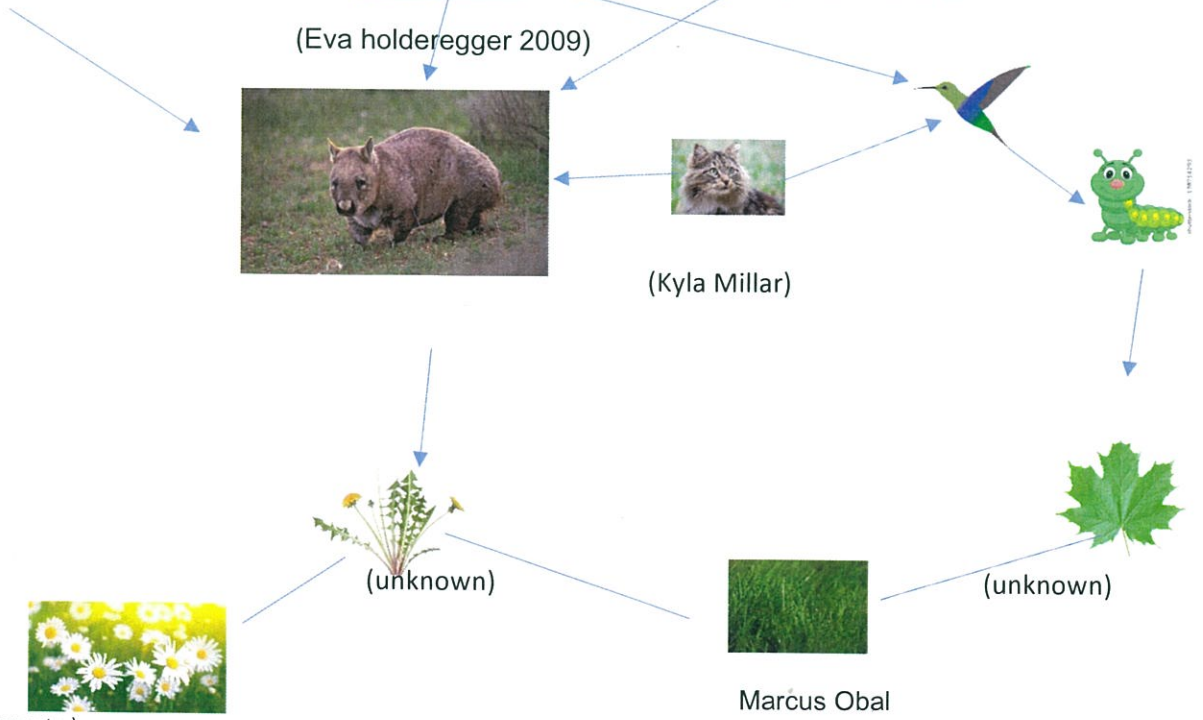 (Eva holderegger 2009)
(Kyla Millar)
(unknown)
(unknown)
Marcus Obal